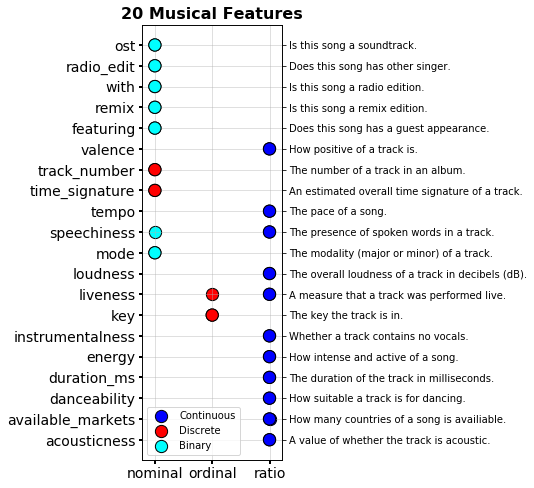 20 Musical Features
ost Is this song a soundtrack.
radio_edit Does this song has other singer.
with Is this song a radio edition.
remix Is this song a remix edition.
featuring Does this song has a guest appearance.
valence How positive of a track is.
track_number The number of a track in an album.
time_signature An estimated overall time signature of a track.
tempo The pace of a song.
speechiness The presence of spoken words in a track.
mode The modality (major or minor) of a track.
loudness The overall loudness of a track in decibels (dB).
liveness A measure that a track was performed live.
key The key the track is in.
instrumentalness Whether a track contains no vocals.
energy How intense and active of a song.
duration_ms The duration of the track in milliseconds.
danceability How suitable a track is for dancing.
available_markets How many countries of a song is availiable.
acousticness A value of whether the track is acoustic.
Continuous
Discrete
Binary
nominal ordinal ratio